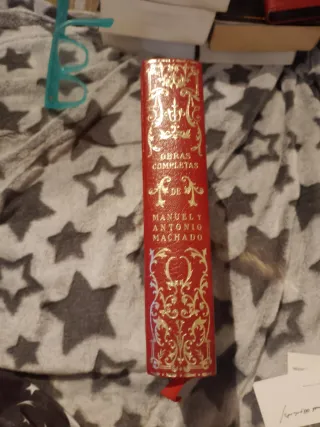 OBRAS
COMPLETAS
DE
MANUEL Y
ANTONIO
MACHADO